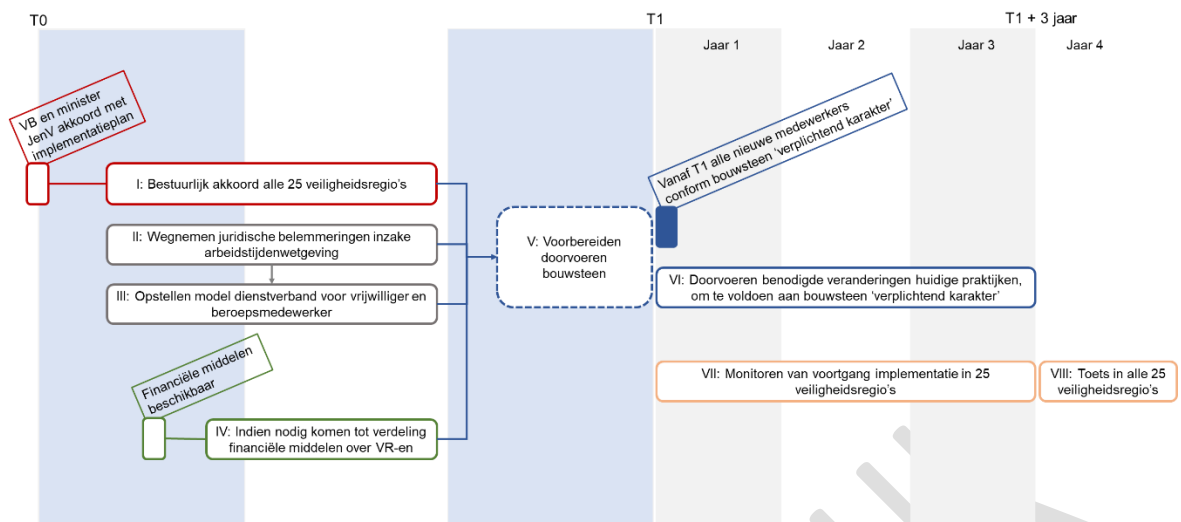 T0
T1
T1 + 3 jaar
Jaar 1
Jaar 2
Jaar 3
Jaar 4
VB en minister
JenV akkoord met
implementatieplan
Vanaf T1 alle nieuwe medewerkers
conform bouwsteen ‘verplichtend karakter’
I: Bestuurlijk akkoord alle 25 veiligheidsregio’s
II: Wegnemen juridische belemmeringen inzake
arbeidstijdenwetgeving
V: Voorbereiden
doorvoeren
bouwsteen
III: Opstellen model dienstverband voor vrijwilliger en
beroepsmedewerker
VI: Doorvoeren benodigde veranderingen huidige praktijken,
om te voldoen aan bouwsteen ‘verplichtend karakter’
Financiële middelen
beschikbaar
VII: Monitoren van voortgang implementatie in 25
veiligheidsregio’s
VIII: Toets in alle 25
veiligheidsregio’s
IV: Indien nodig komen tot verdeling
financiële middelen over VR-en